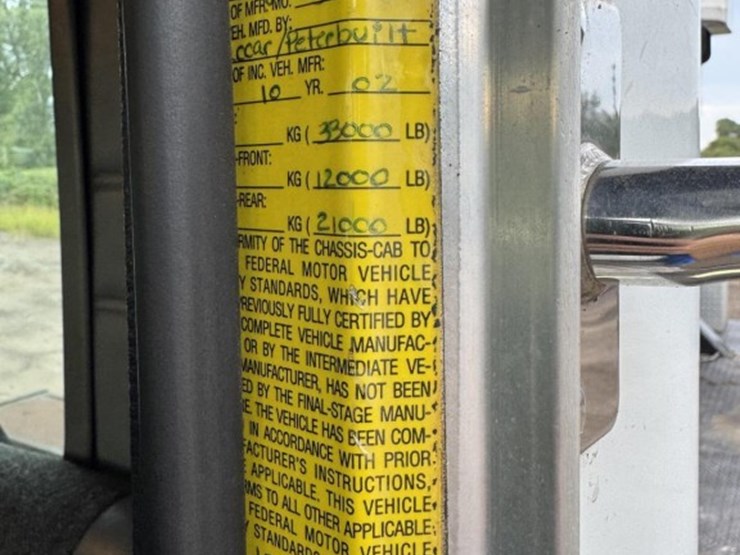 OF MFR-MO.
EH. MFD. BY:
ccar/Peterbuilt
OF INC. VEH. MFR:
10 YR. 02
KG ( 33000 LB)
-FRONT:
KG ( 12000 LB)
-REAR:
KG ( 21000 LB)
RMITY OF THE CHASSIS-CAB TO
FEDERAL MOTOR VEHICLE
Y STANDARDS, WHICH HAVE
REVIOUSLY FULLY CERTIFIED BY
COMPLETE VEHICLE MANUFAC-
OR BY THE INTERMEDIATE VE-
MANUFACTURER, HAS NOT BEEN
ED BY THE FINAL-STAGE MANU-
E. THE VEHICLE HAS BEEN COM-
IN ACCORDANCE WITH PRIOR
FACTURER'S INSTRUCTIONS,
E APPLICABLE. THIS VEHICLE
RMS TO ALL OTHER APPLICABLE
FEDERAL MOTOR VEHICLE
Y STANDARDS